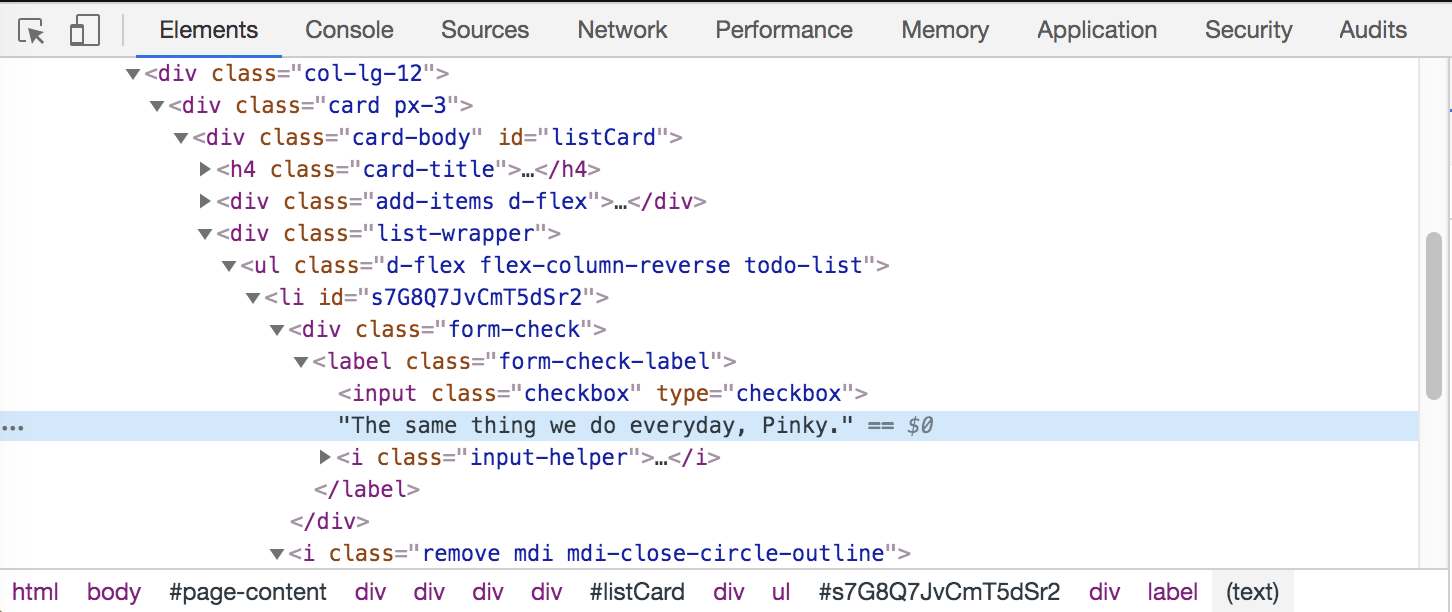 Elements Console Sources Network Performance Memory Application Security Audits
▼<div class="col-lg-12">
▼<div class="card px-3">
▼<div class="card-body" id="listCard">
▶<h4 class="card-title">…</h4>
▶<div class="add-items d-flex">…</div>
▼<div class="list-wrapper">
▼<ul class="d-flex flex-column-reverse todo-list">
▼<li id="s7G8Q7JvCmT5dSr2">
▼<div class="form-check">
▼<label class="form-check-label">
<input class="checkbox" type="checkbox">
… "The same thing we do everyday, Pinky." == $0
▶<i class="input-helper">…</i>
</label>
</div>
▼<i class="remove mdi mdi-close-circle-outline">
html body #page-content div div div div #listCard div ul #s7G8Q7JvCmT5dSr2 div label (text)